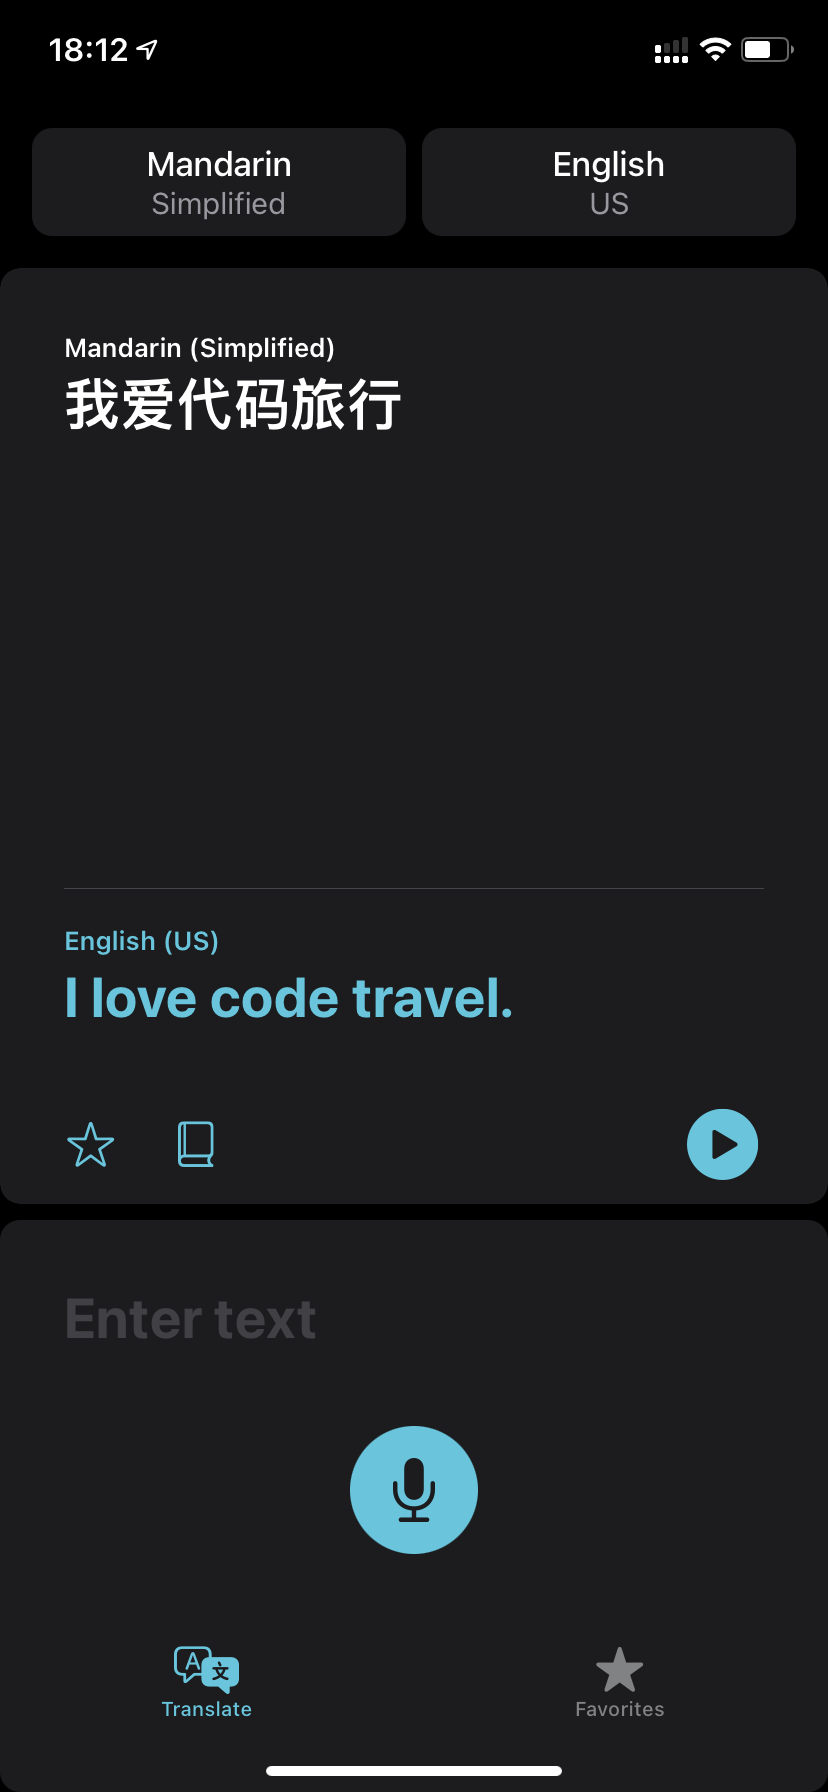 18:12
Mandarin
Simplified
English
US
Mandarin (Simplified)
我爱代码旅行
English (US)
I love code travel.
Enter text
A 文
Translate
Favorites